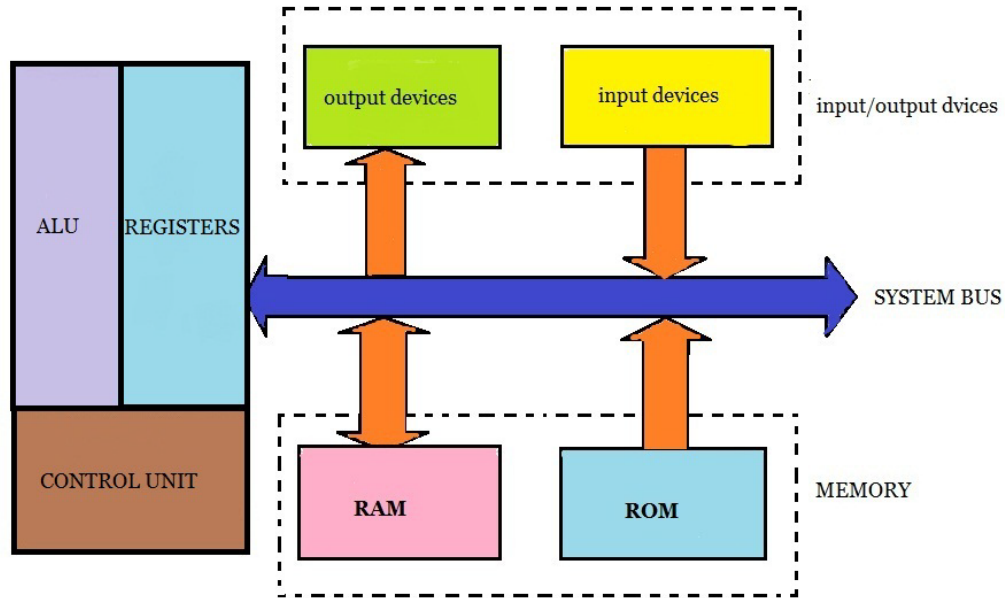 output devices
input devices
input/output dvices
ALU
REGISTERS
SYSTEM BUS
CONTROL UNIT
RAM
ROM
MEMORY